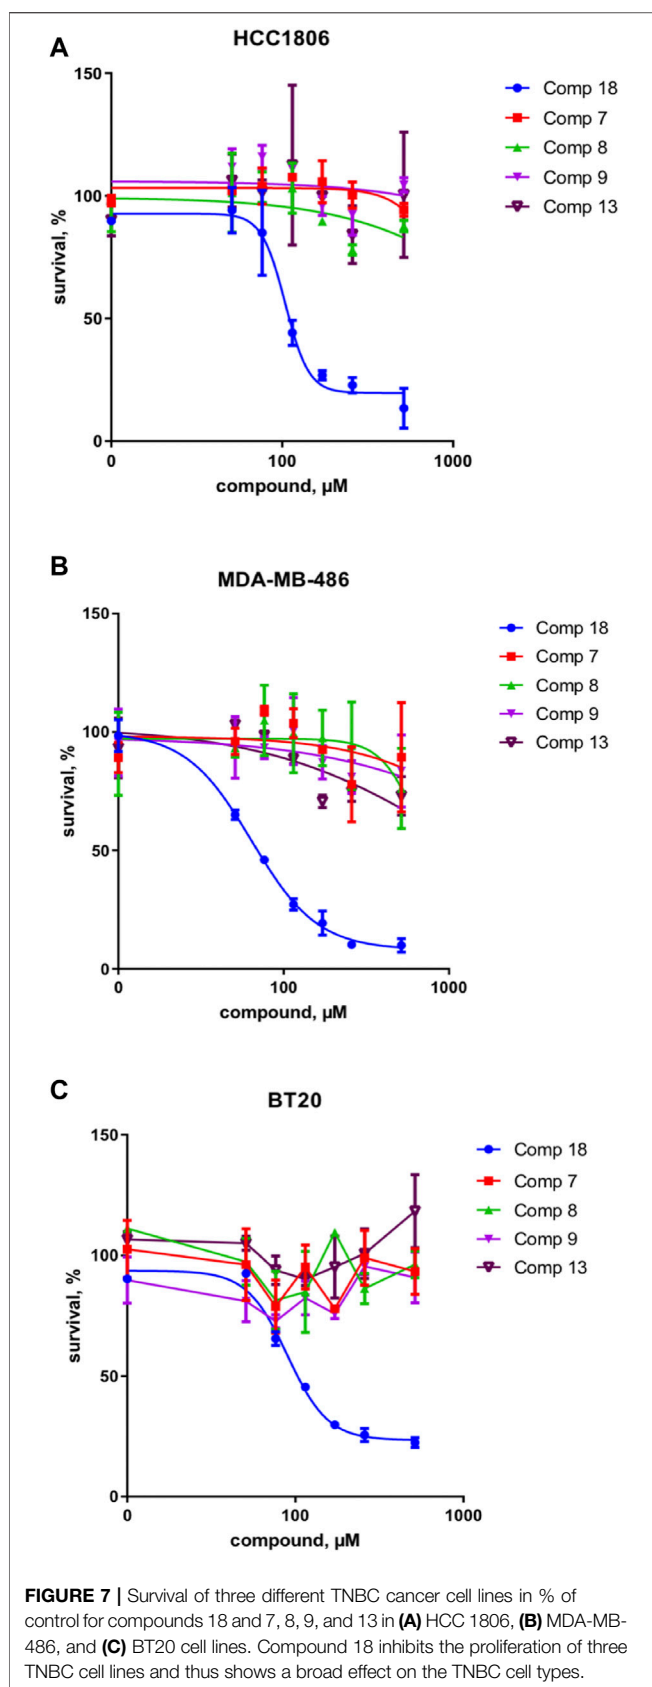 A
HCC1806
150
100
50
0
survival, %
0
100
1000
compound, µM
Comp 18
Comp 7
Comp 8
Comp 9
Comp 13
B
MDA-MB-486
150
100
50
0
survival, %
0
100
1000
compound, µM
Comp 18
Comp 7
Comp 8
Comp 9
Comp 13
C
BT20
150
100
50
0
survival, %
0
100
1000
compound, µM
Comp 18
Comp 7
Comp 8
Comp 9
Comp 13
FIGURE 7 | Survival of three different TNBC cancer cell lines in % of
control for compounds 18 and 7, 8, 9, and 13 in (A) HCC 1806, (B) MDA-MB-
486, and (C) BT20 cell lines. Compound 18 inhibits the proliferation of three
TNBC cell lines and thus shows a broad effect on the TNBC cell types.